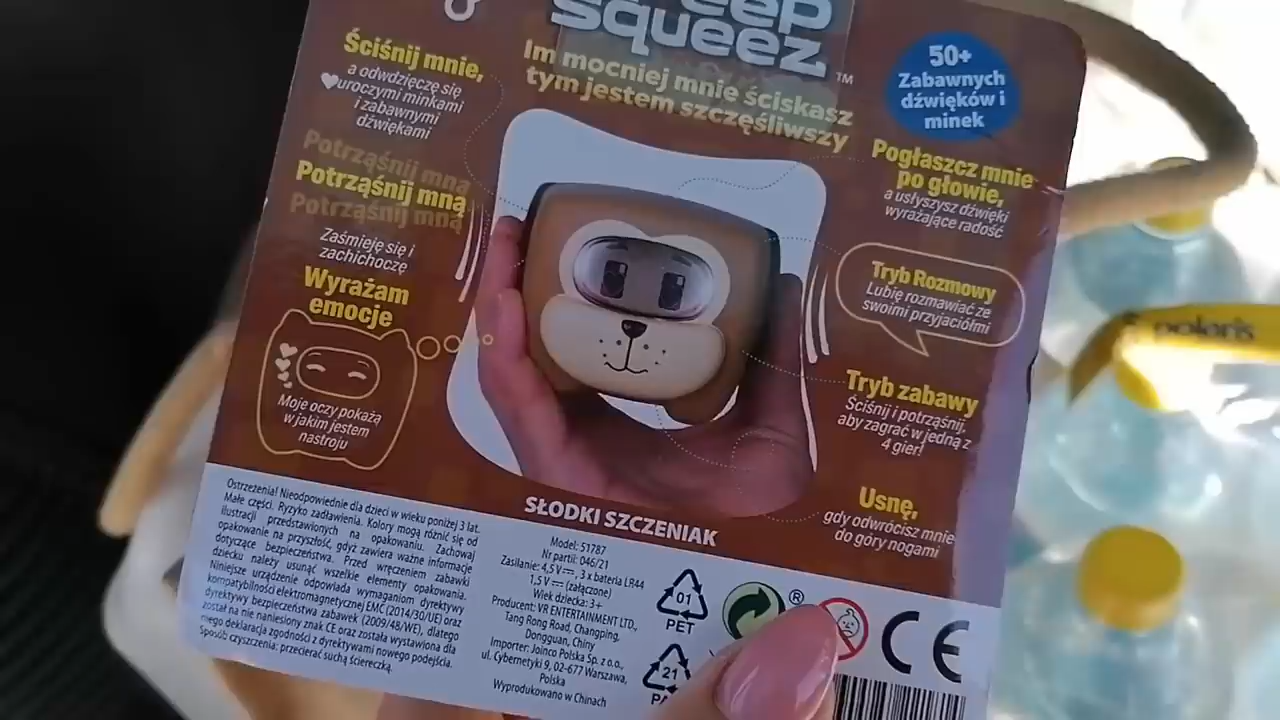 squeez
TM
Im mocniej mnie ściskasz
tym jestem szczęśliwszy
Ściśnij mnie,
a odwdzięczę się
uroczymi minkami
i zabawnymi
dźwiękami
Potrząśnij mną
Potrząśnij mną
Potrząśnij mną
Zaśmieję się i
zachichoczę
Wyrażam
emocje
Moje oczy pokażą
w jakim jestem
nastroju
50+
Zabawnych
dźwięków i
minek
Pogłaszcz mnie
po głowie,
a usłyszysz dźwięki
wyrażające radość
Tryb Rozmowy
Lubię rozmawiać ze
swoimi przyjaciółmi
Tryb zabawy
Ściśnij i potrząśnij,
aby zagrać w jedną z
4 gier!
Usnę,
gdy odwrócisz mnie
do góry nogami
SŁODKI SZCZENIAK
Ostrzeżenia! Nieodpowiednie dla dzieci w wieku poniżej 3 lat.
Małe części. Ryzyko zadławienia. Kolory mogą różnić się od
ilustracji przedstawionych na opakowaniu. Zachowaj
opakowanie na przyszłość, gdyż zawiera ważne informacje
dotyczące bezpieczeństwa. Przed wręczeniem zabawki
dziecku należy usunąć wszelkie elementy opakowania.
Niniejsze urządzenie odpowiada wymaganiom dyrektywy
kompatybilności elektromagnetycznej EMC (2014/30/UE) oraz
dyrektywy bezpieczeństwa zabawek (2009/48/WE), dlatego
został na nie naniesiony znak CE oraz została wystawiona dla
niego deklaracja zgodności z dyrektywami nowego podejścia.
Sposób czyszczenia: przecierać suchą ściereczką.
Model: 51787
Nr partii: 046/21
Zasilanie: 4,5 V, 3 x bateria LR44
1,5 V (załączone)
Wiek dziecka: 3+
Producent: VR ENTERTAINMENT LTD.,
Tang Rong Road, Changping,
Dongguan, Chiny
Importer: Joinco Polska Sp. z o.o.,
ul. Cybernetyki 9, 02-677 Warszawa,
Polska
Wyprodukowano w Chinach
01
PET
21
®
CE
polaris